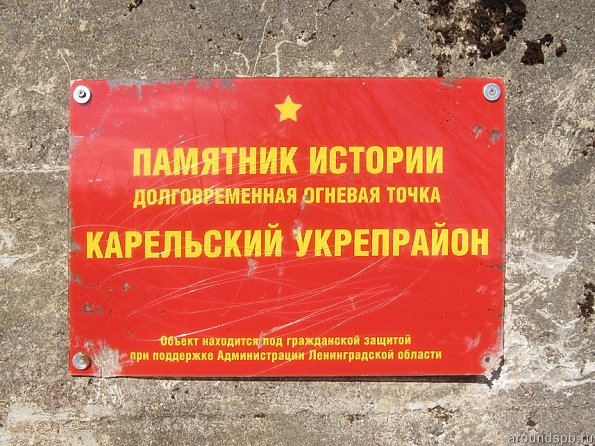 ПАМЯТНИК ИСТОРИИ
ДОЛГОВРЕМЕННАЯ ОГНЕВАЯ ТОЧКА
КАРЕЛЬСКИЙ УКРЕПРАЙОН
Объект находится под гражданской защитой
при поддержке Администрации Ленинградской области
aroundspb.ru